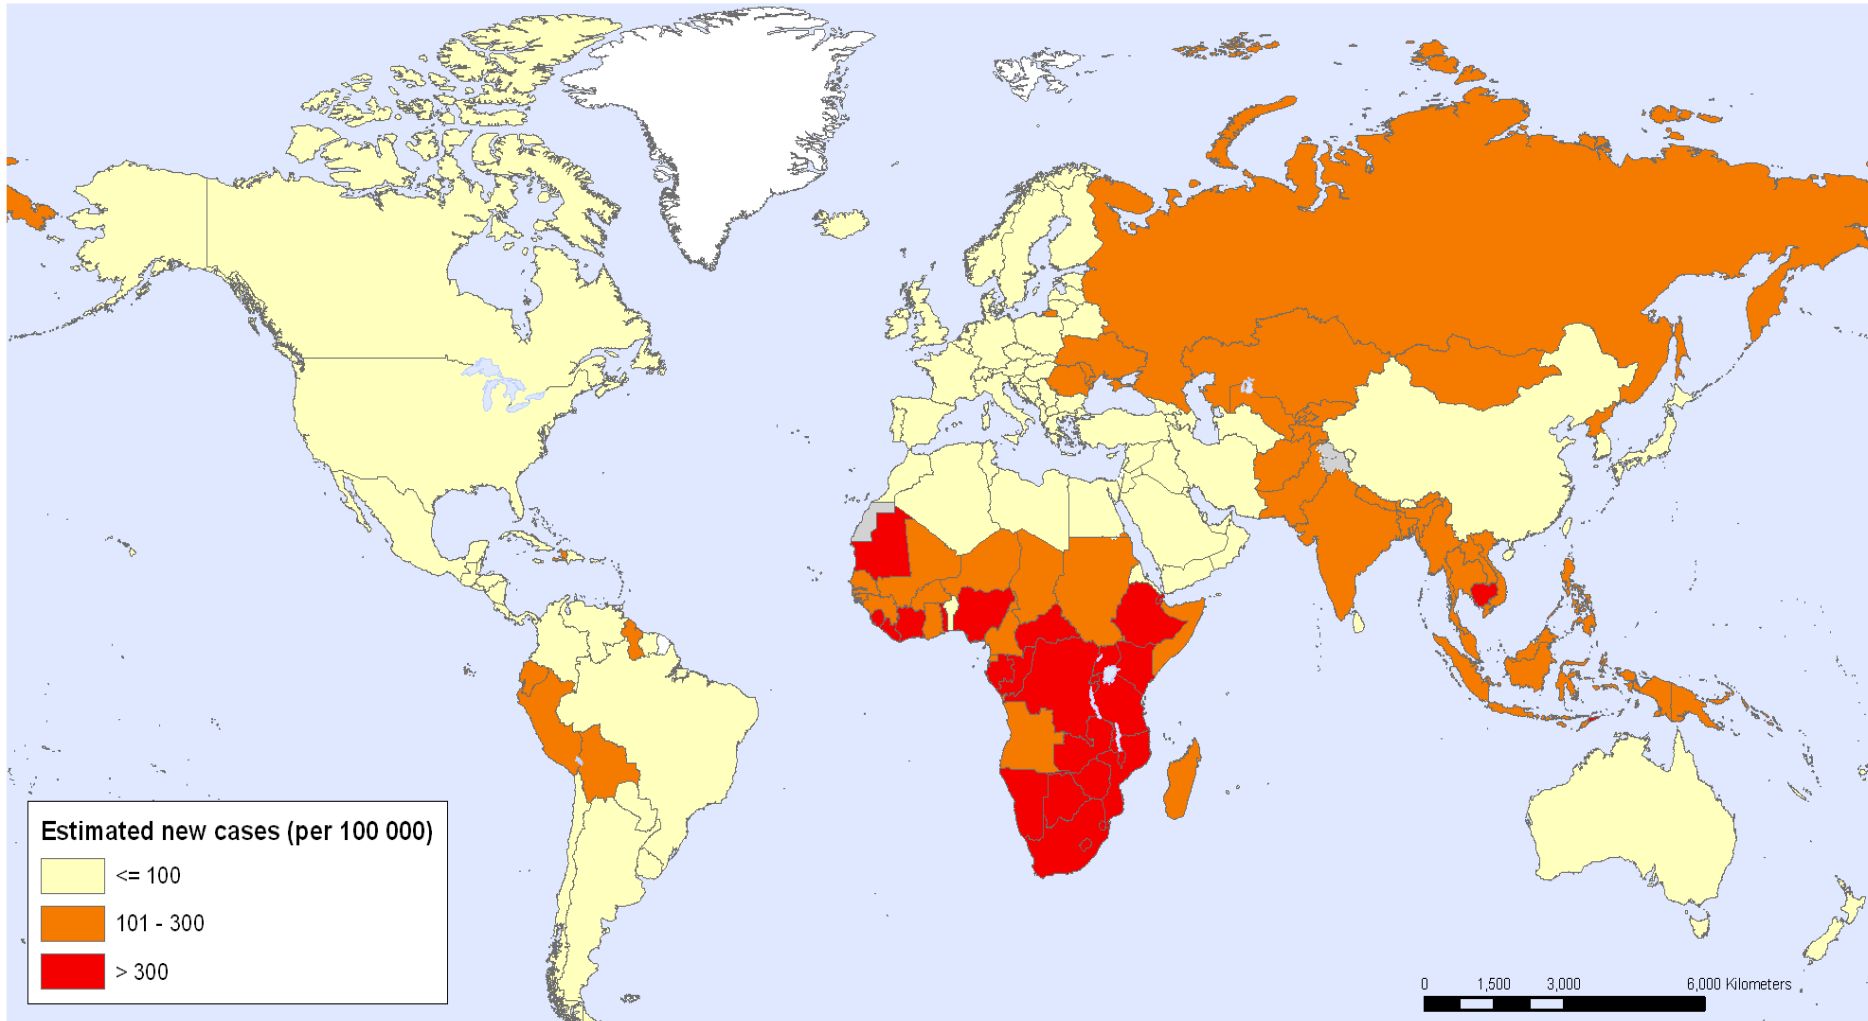 Estimated new cases (per 100 000)
<= 100
101 - 300
> 300
0 1,500 3,000 6,000 Kilometers